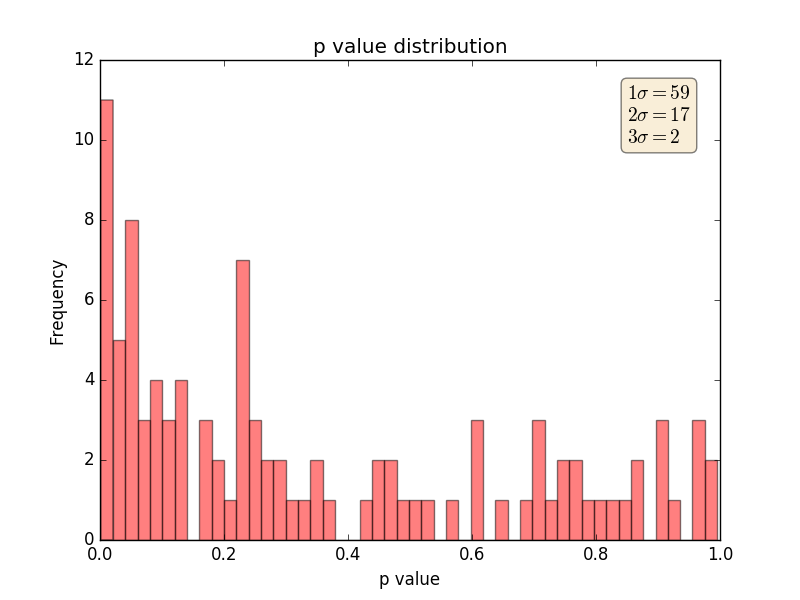 p value distribution
1σ = 59
2σ = 17
3σ = 2
12
10
8
6
4
2
0
Frequency
0.0 0.2 0.4 0.6 0.8 1.0
p value